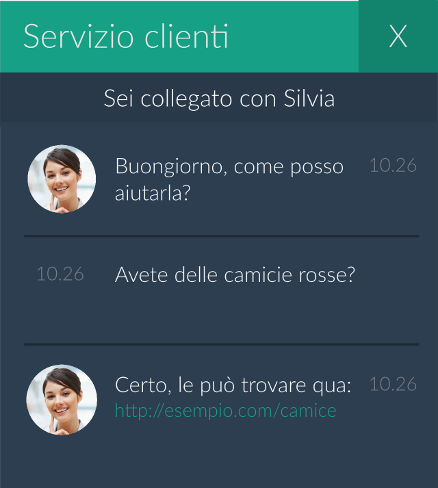 Servizio clienti X
Sei collegato con Silvia
Buongiorno, come posso 10.26
aiutarla?
10.26 Avete delle camicie rosse?
Certo, le può trovare qua: 10.26
http://esempio.com/camice